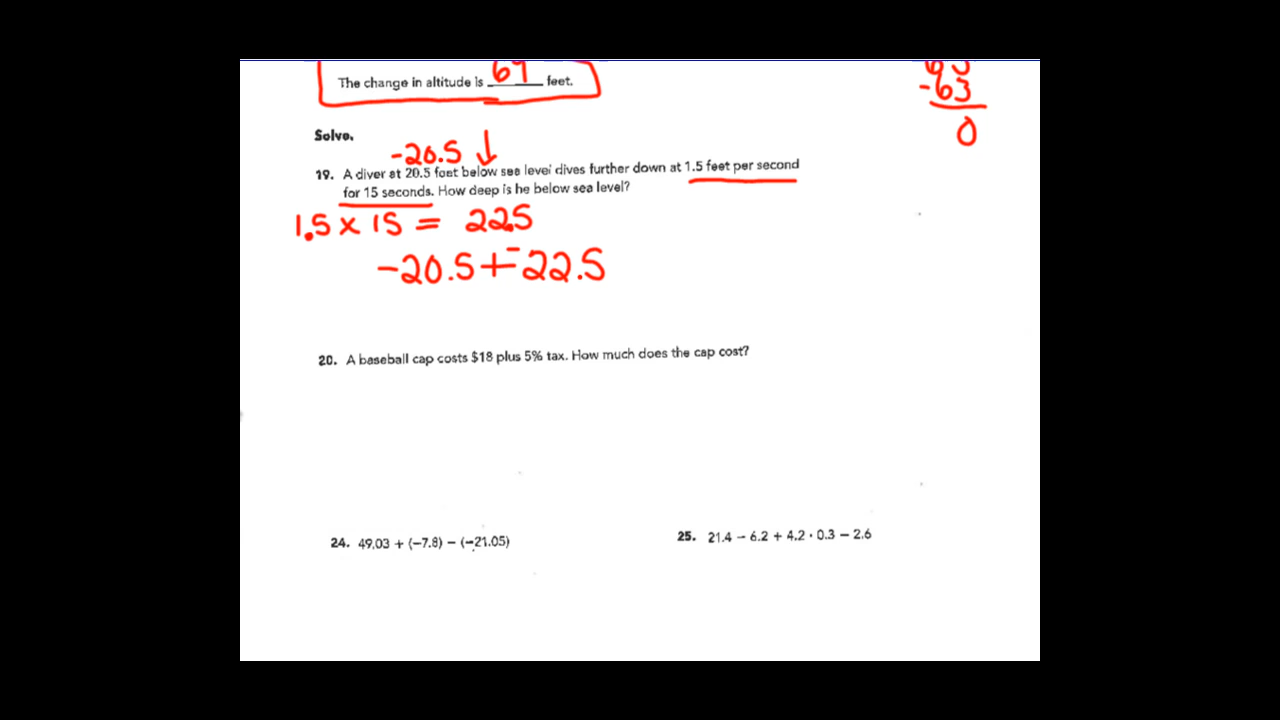 The change in altitude is 69 feet.
-63
0
Solve.
-20.5 ↓
19. A diver at 20.5 foot below sea level dives further down at 1.5 feet per second
for 15 seconds. How deep is he below sea level?
1.5 x 15 = 22.5
-20.5 + -22.5
20. A baseball cap costs $18 plus 5% tax. How much does the cap cost?
24. 49.03 + (-7.8) - (-21.05)
25. 21.4 - 6.2 + 4.2 · 0.3 - 2.6